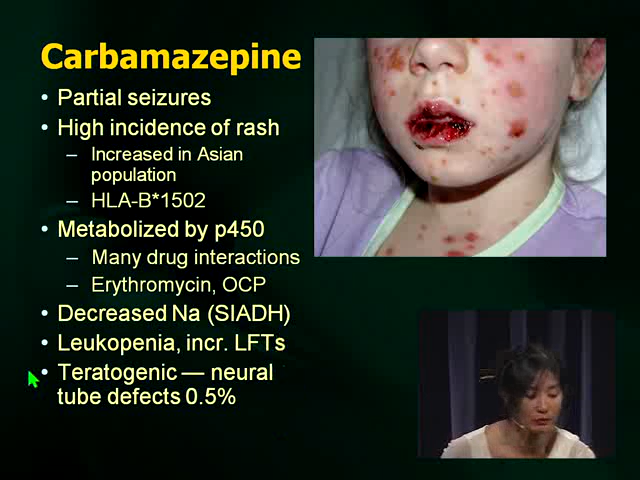 Carbamazepine
• Partial seizures
• High incidence of rash
– Increased in Asian
population
– HLA-B*1502
• Metabolized by p450
– Many drug interactions
– Erythromycin, OCP
• Decreased Na (SIADH)
• Leukopenia, incr. LFTs
• Teratogenic — neural
tube defects 0.5%